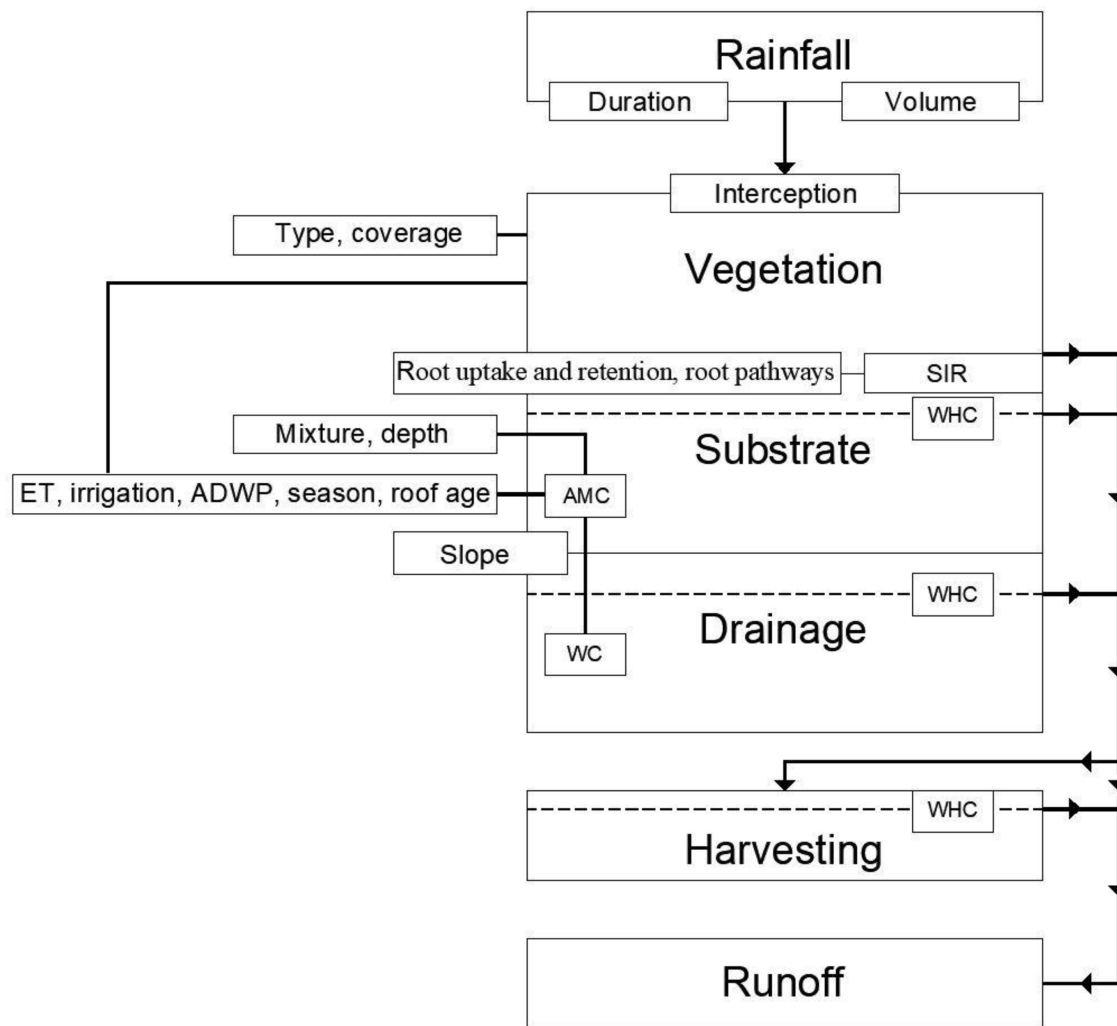 Rainfall
Duration
Volume
Interception
Type, coverage
Vegetation
Root uptake and retention, root pathways
SIR
WHC
Mixture, depth
Substrate
ET, irrigation, ADWP, season, roof age
AMC
Slope
WHC
Drainage
WC
WHC
Harvesting
Runoff